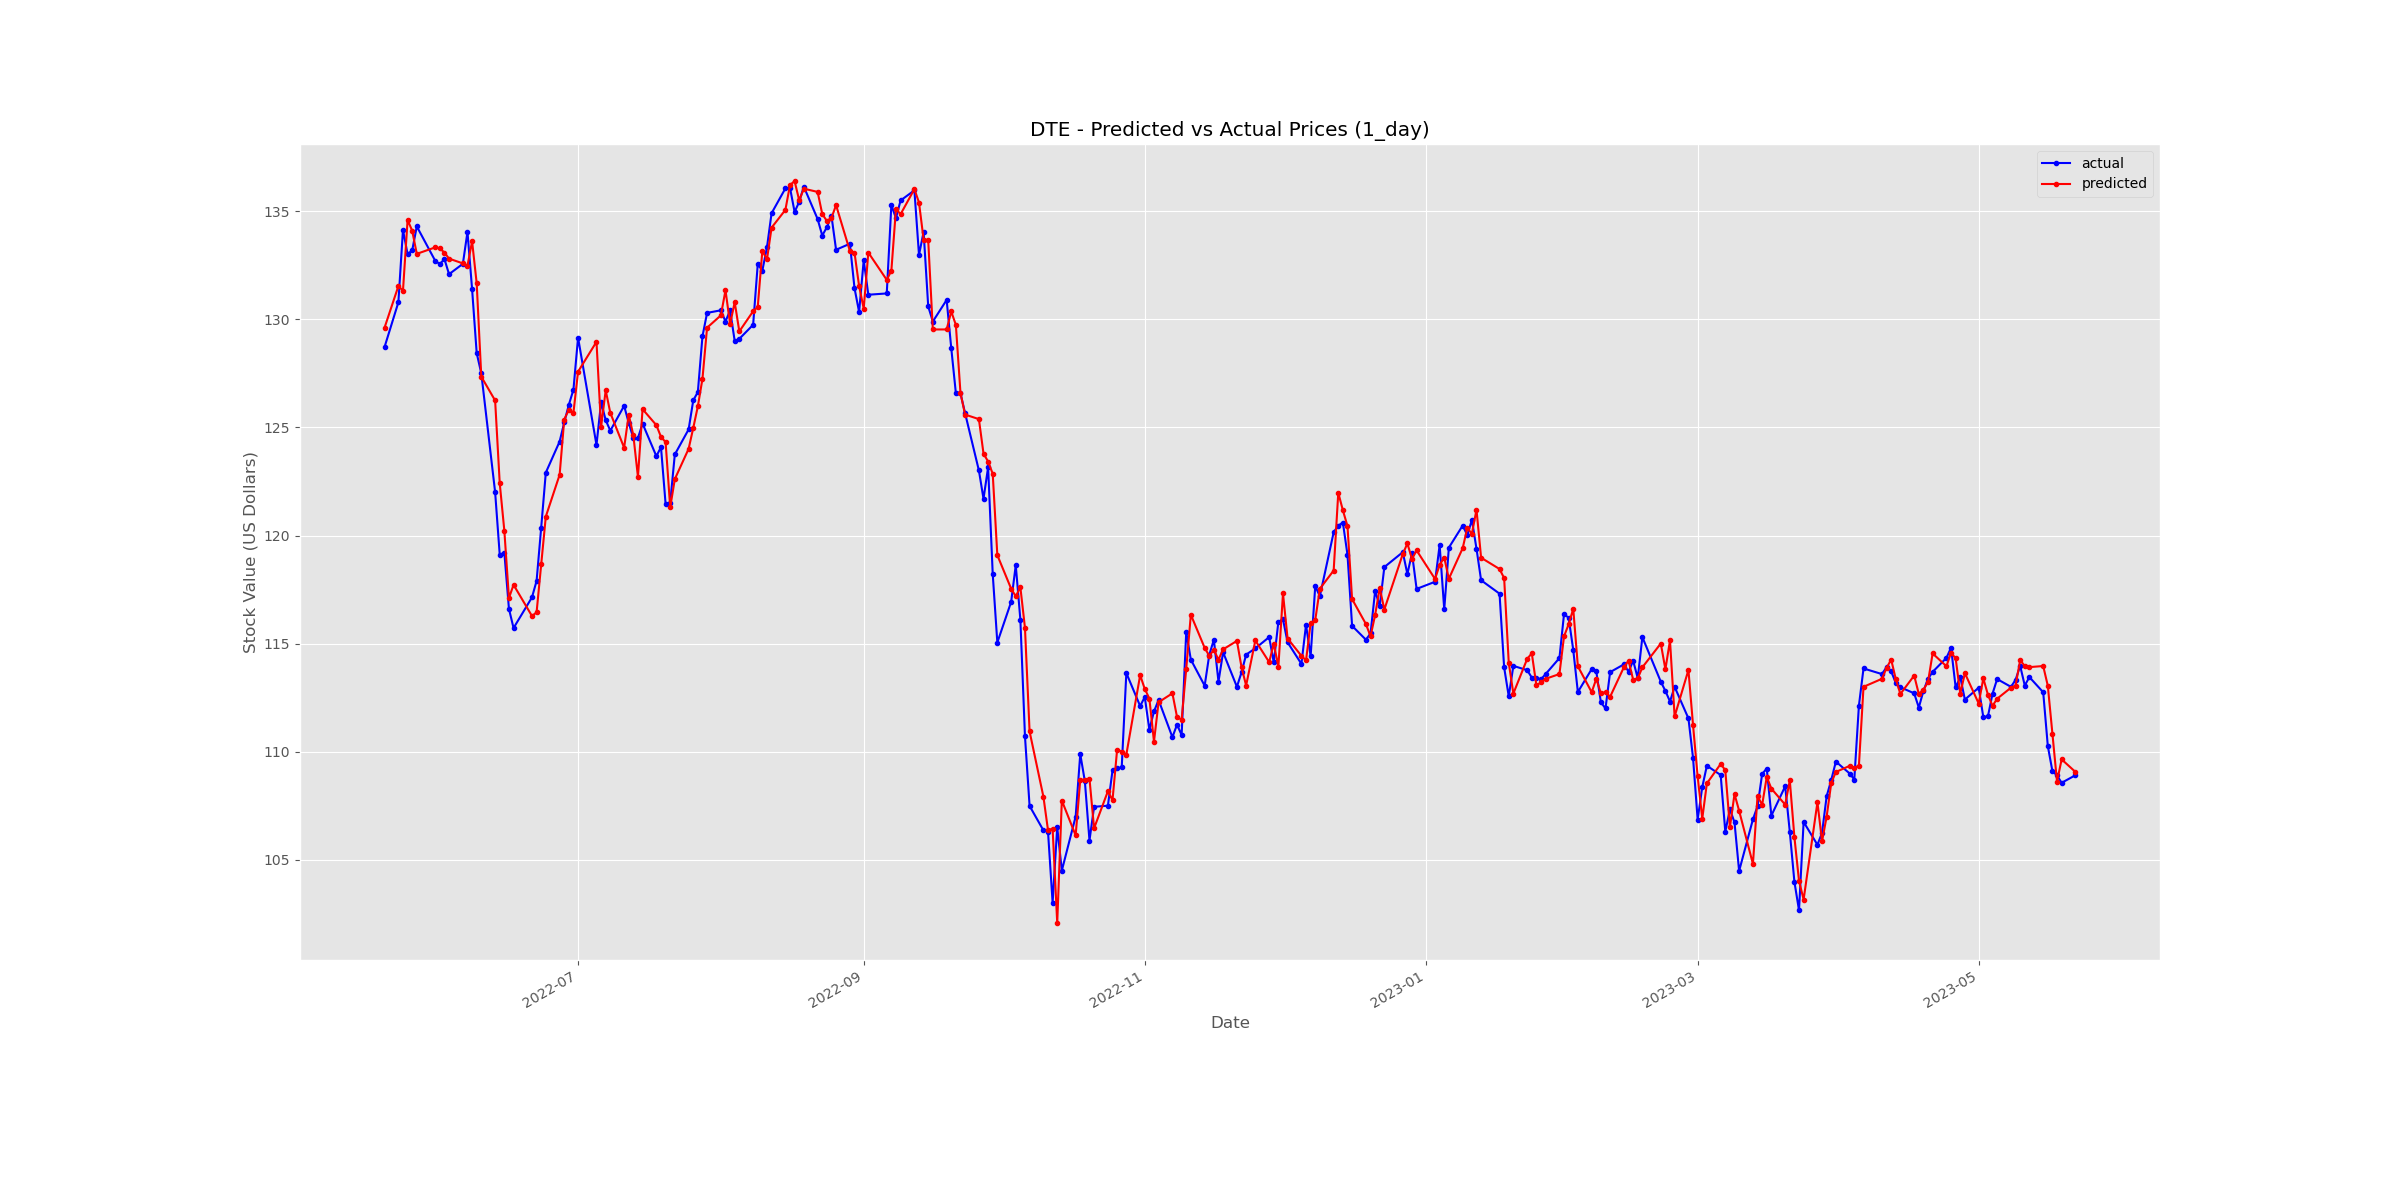 DTE - Predicted vs Actual Prices (1_day)
actual
predicted
Stock Value (US Dollars)
135
130
125
120
115
110
105
2022-07
2022-09
2022-11
2023-01
2023-03
2023-05
Date